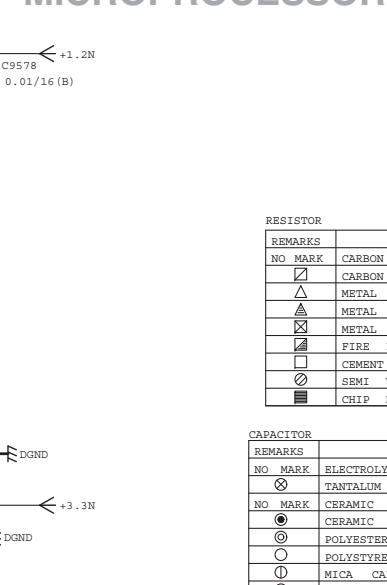 MICROPROCESSOR
+1.2N
C9578
0.01/16(B)
RESISTOR
REMARKS
NO MARK CARBON
CARBON
METAL
METAL
METAL
FIRE
CEMENT
SEMI
CHIP
DGND
CAPACITOR
REMARKS
NO MARK ELECTROLY
TANTALUM
+3.3N
NO MARK CERAMIC
CERAMIC
DGND
POLYESTER
POLYSTYRE
MICA CA